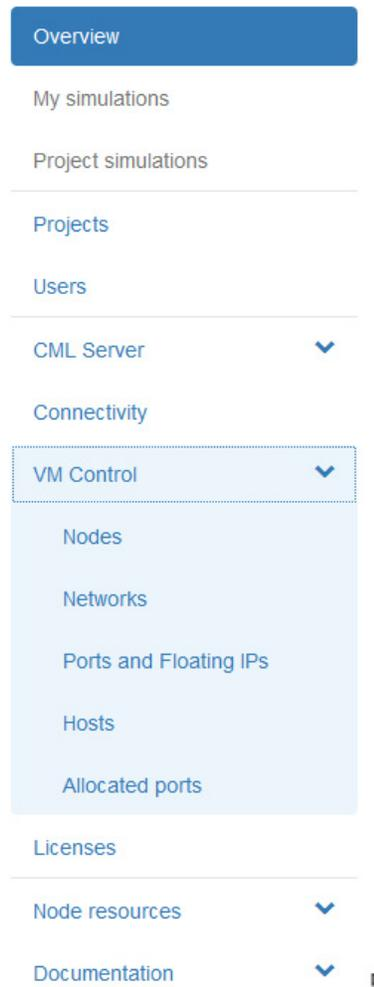 Overview
My simulations
Project simulations
Projects
Users
CML Server
Connectivity
VM Control
Nodes
Networks
Ports and Floating IPs
Hosts
Allocated ports
Licenses
Node resources
Documentation